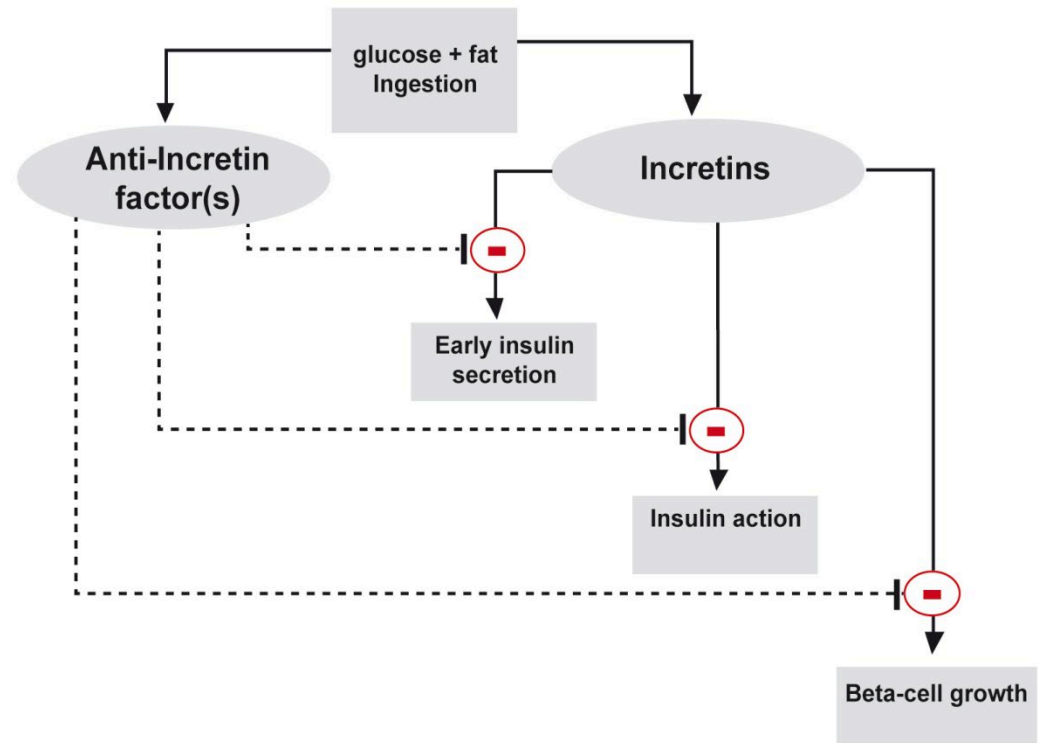 glucose + fat
Ingestion
Anti-Incretin
factor(s)
Incretins
Early insulin
secretion
Insulin action
Beta-cell growth